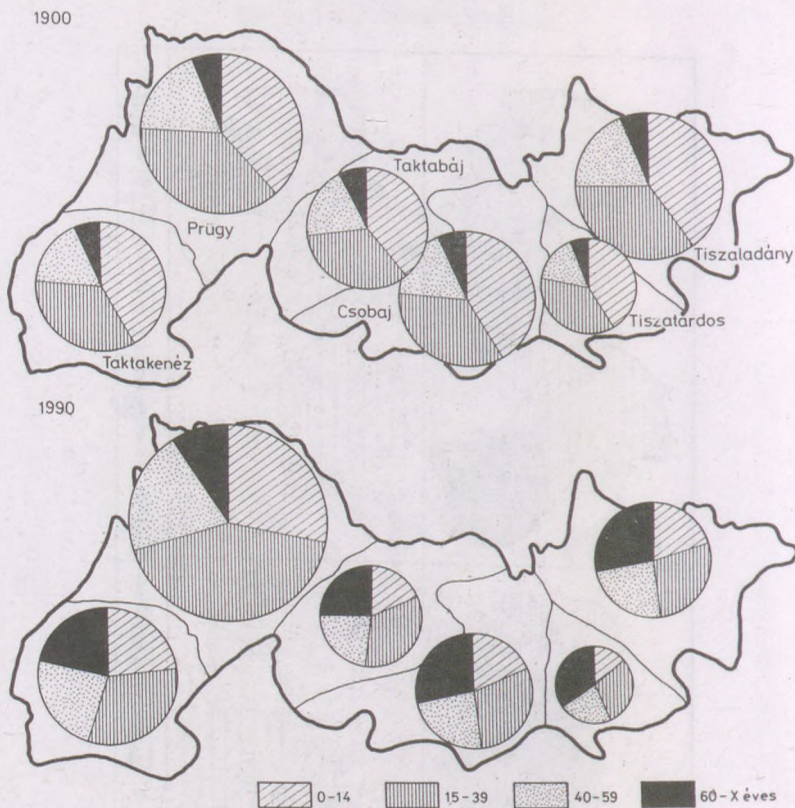 1900
Taktabáj
Prügy
Tiszaladány
Csobaj
Tiszatardos
Taktakenéz
1990
0-14
15-39
40-59
60-X éves